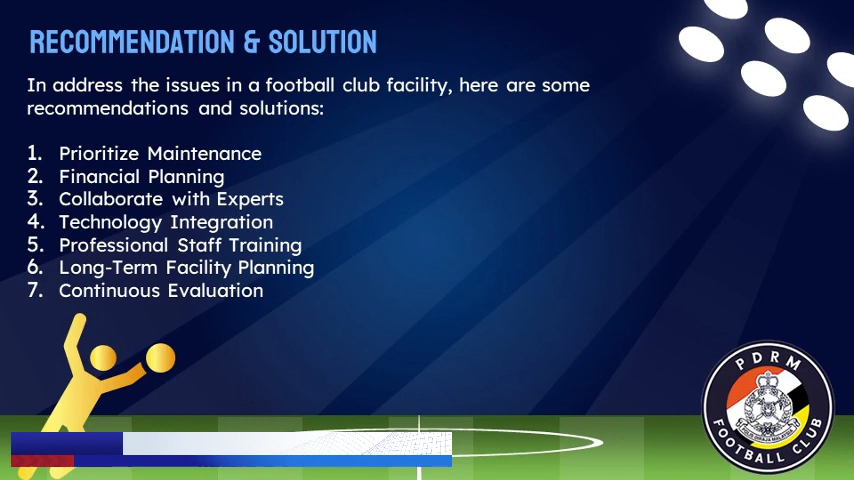 RECOMMENDATION & SOLUTION
In address the issues in a football club facility, here are some
recommendations and solutions:
1. Prioritize Maintenance
2. Financial Planning
3. Collaborate with Experts
4. Technology Integration
5. Professional Staff Training
6. Long-Term Facility Planning
7. Continuous Evaluation
PDRM
FOOTBALL CLUB